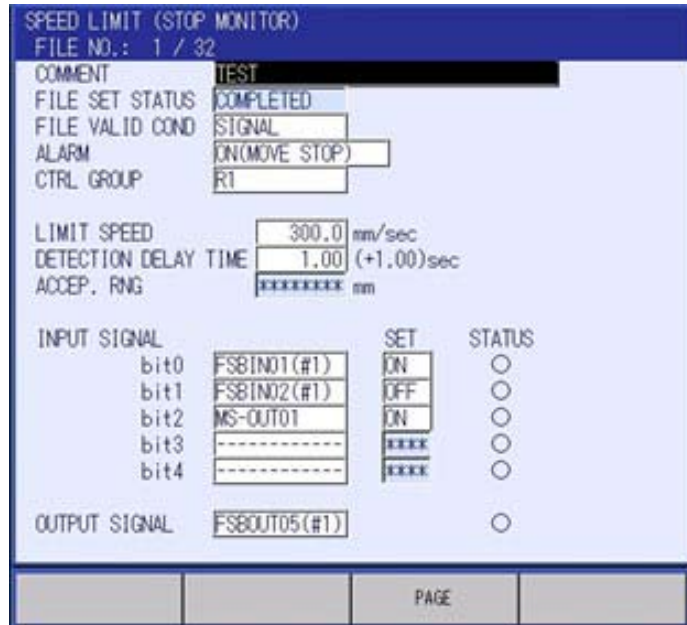 SPEED LIMIT (STOP MONITOR)
FILE NO.: 1 / 32
COMMENT TEST
FILE SET STATUS COMPLETED
FILE VALID COND SIGNAL
ALARM ON(MOVE STOP)
CTRL GROUP R1
LIMIT SPEED 300.0 mm/sec
DETECTION DELAY TIME 1.00 (+1.00)sec
ACCEP. RNG ******** mm
INPUT SIGNAL SET STATUS
bit0 FSBIN01(#1) ON
bit1 FSBIN02(#1) OFF
bit2 MS-OUT01 ON
bit3 ----------- ****
bit4 ----------- ****
OUTPUT SIGNAL FSBOUT05(#1)
PAGE